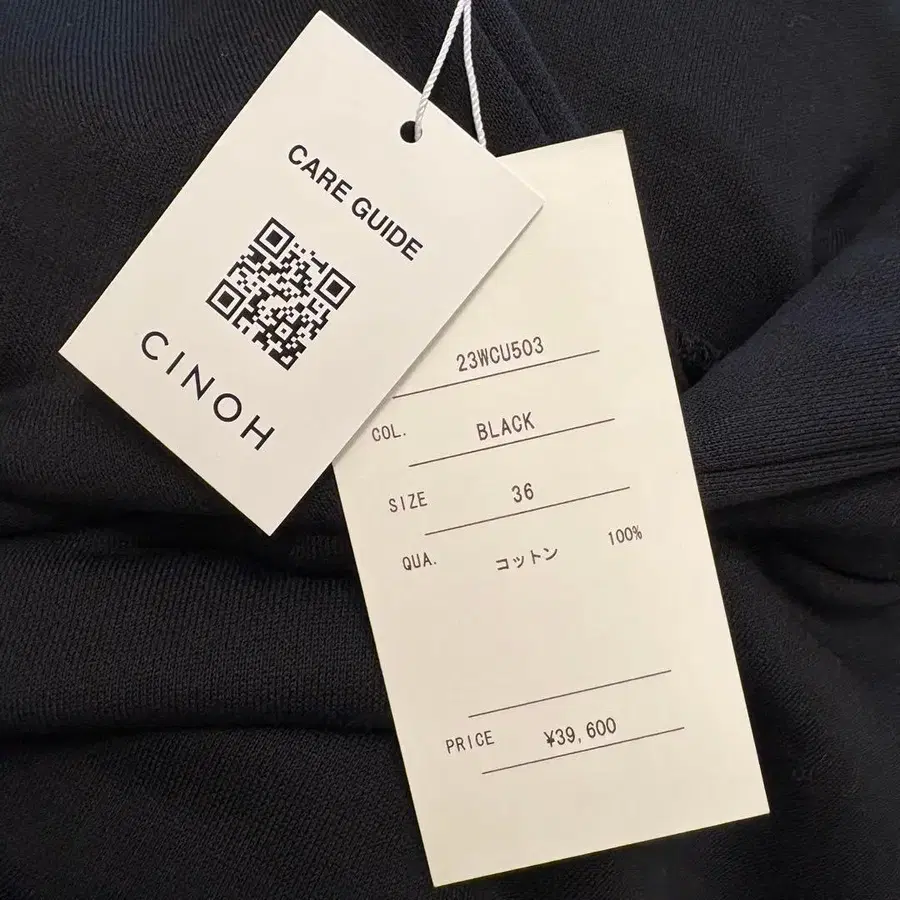 CARE GUIDE
CINOH
23WCU503
COL. BLACK
SIZE 36
QUA. コットン 100%
PRICE ¥39,600